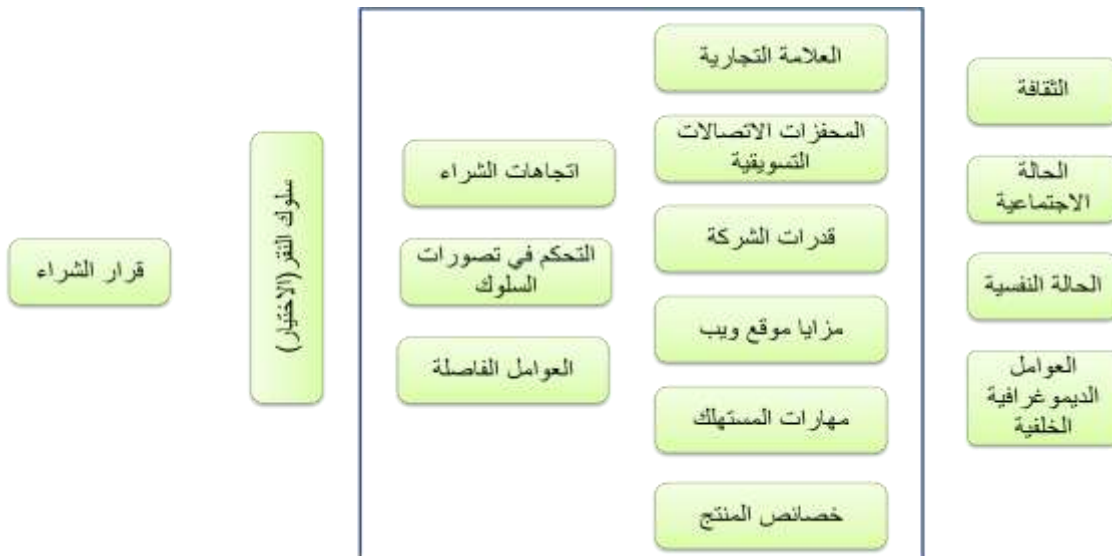 الثقافة
الحالة
الاجتماعية
الحالة النفسية
العوامل
الديموغرافية
الخلفية
العلامة التجارية
المحفزات الاتصالات
التسويقية
قدرات الشركة
مزايا موقع ويب
مهارات المستهلك
خصائص المنتج
اتجاهات الشراء
التحكم في تصورات
السلوك
العوامل الفاصلة
سلوك النقر (الاختيار)
قرار الشراء